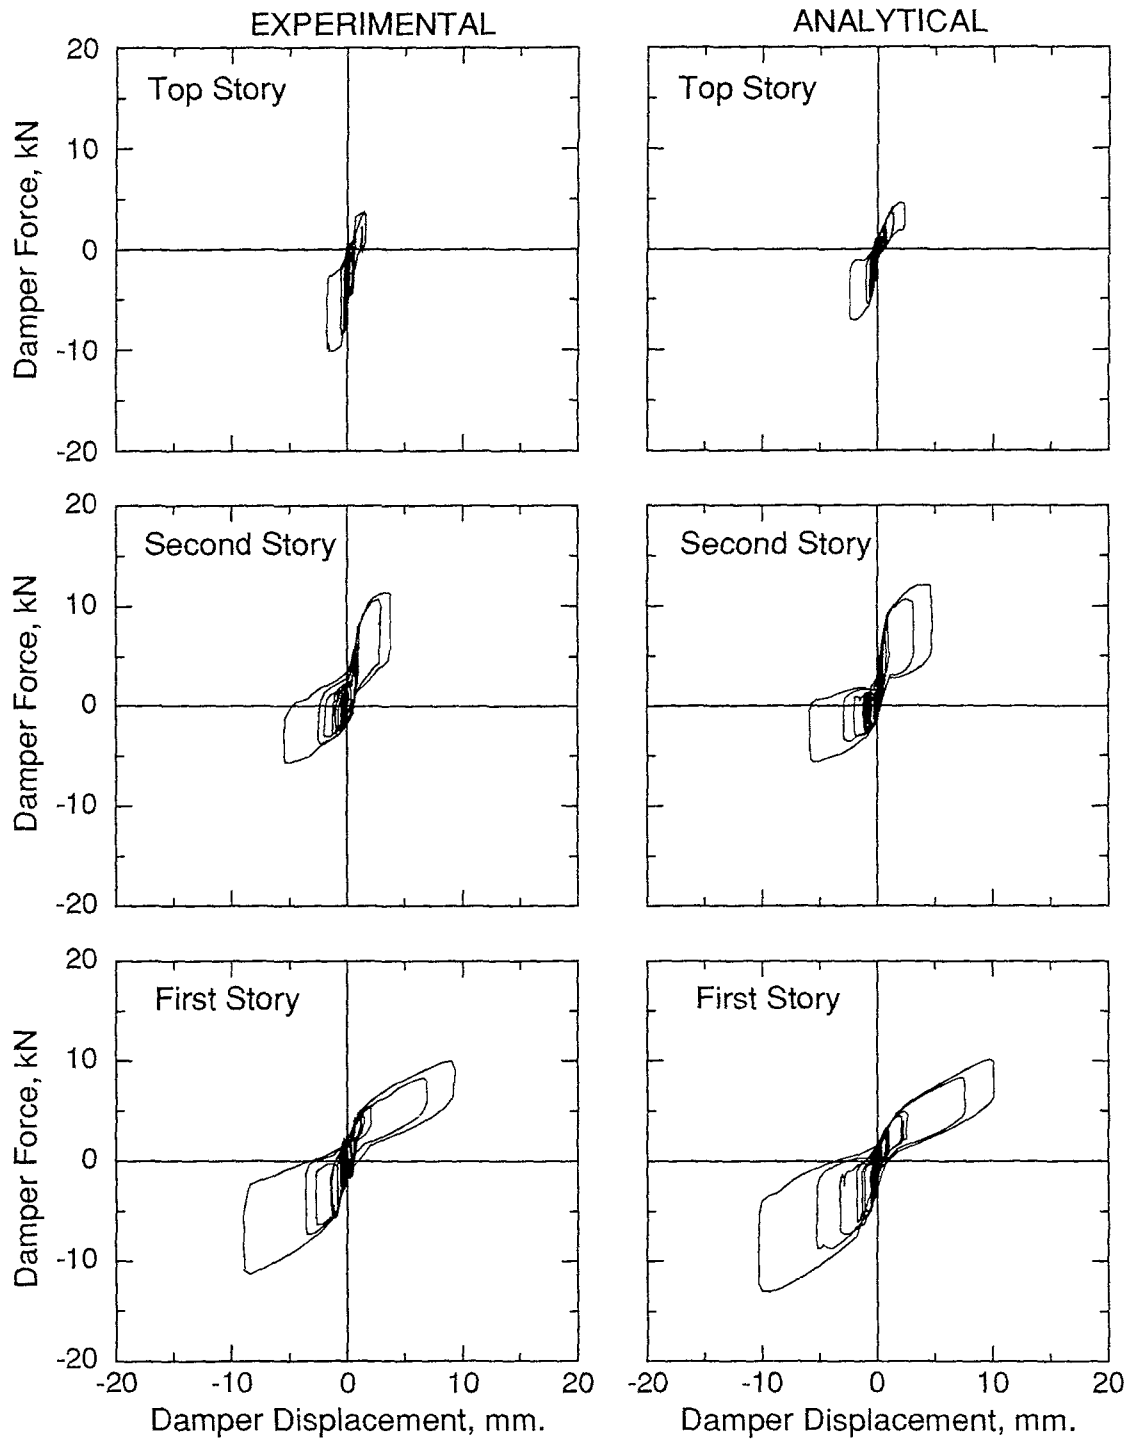 EXPERIMENTAL ANALYTICAL
20 20
Top Story Top Story
Damper Force, kN
10
0
-10
-20
20
Second Story Second Story
Damper Force, kN
10
0
-10
-20
20
First Story First Story
Damper Force, kN
10
0
-10
-20
-20 -10 0 10 20 -20 -10 0 10 20
Damper Displacement, mm. Damper Displacement, mm.